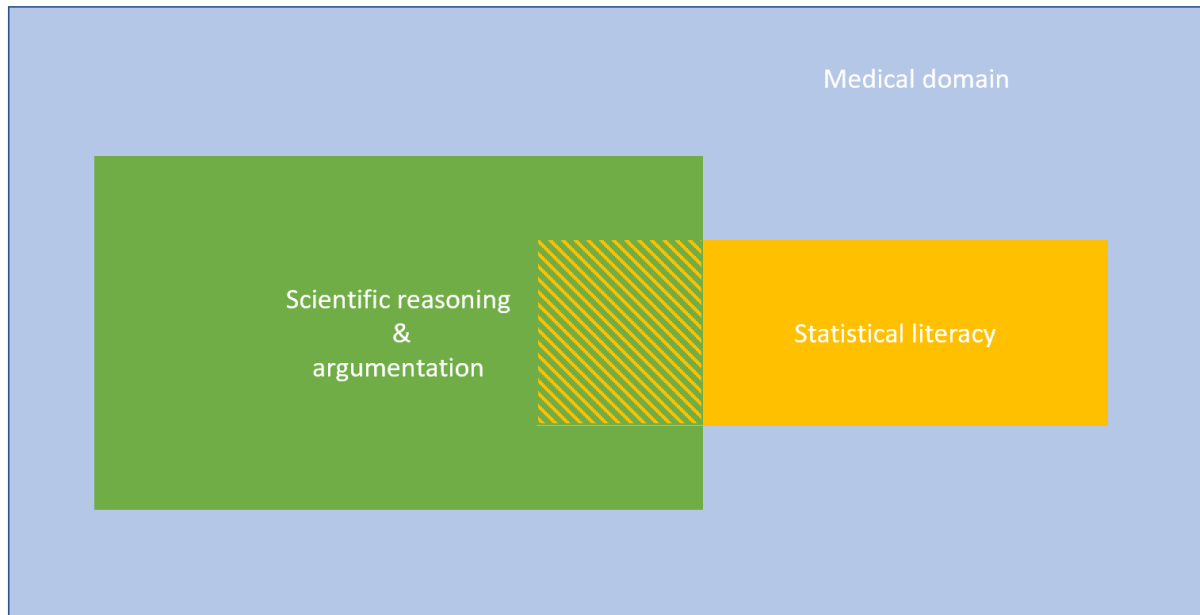 Medical domain
Scientific reasoning
&
argumentation
Statistical literacy